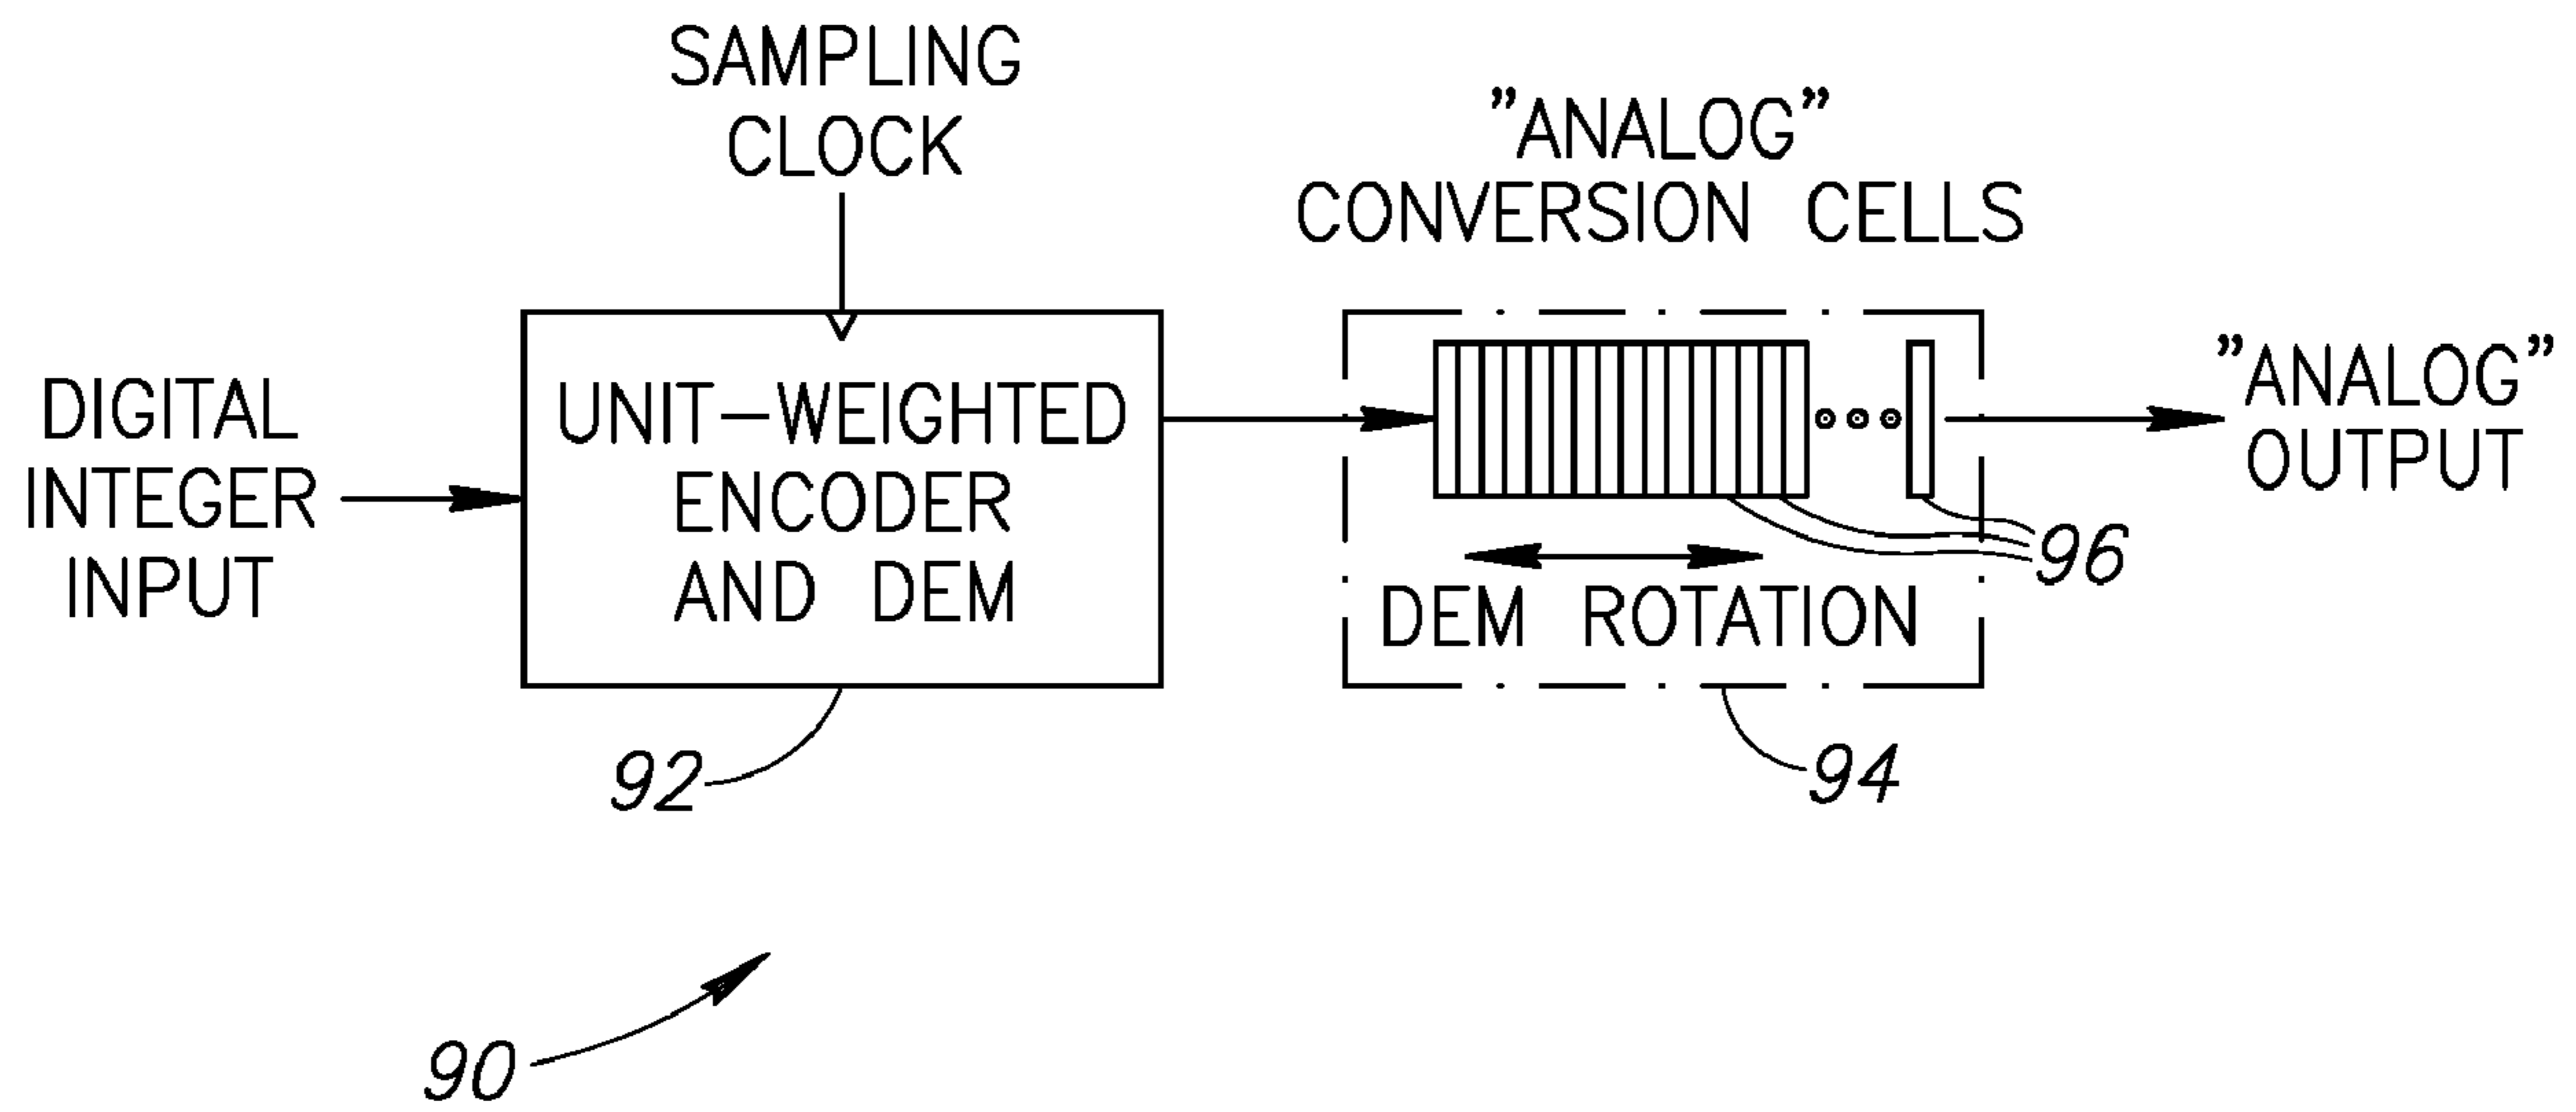 SAMPLING
CLOCK
"ANALOG"
CONVERSION CELLS
DIGITAL
INTEGER
INPUT
UNIT-WEIGHTED
ENCODER
AND DEM
DEM ROTATION
"ANALOG"
OUTPUT
96
92
94
90